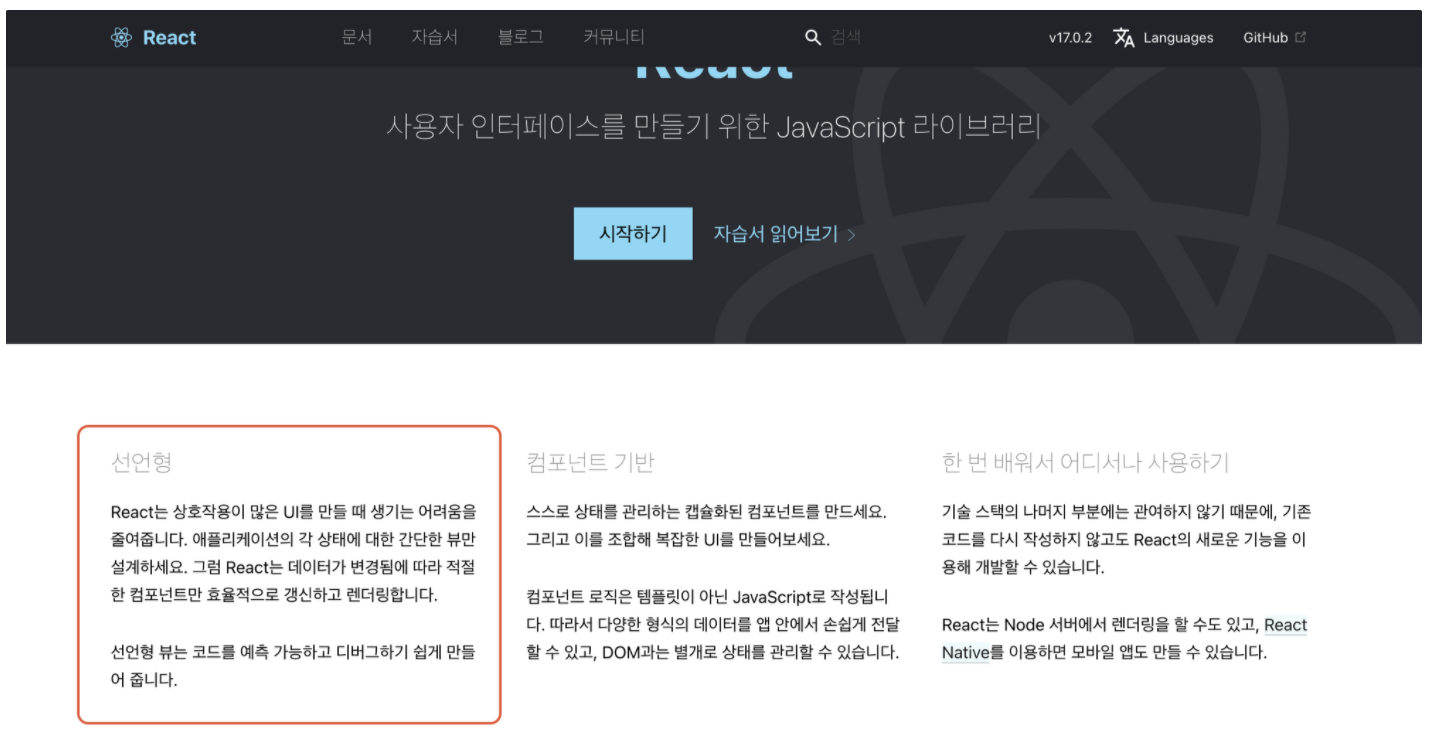 React
문서
자습서
블로그
커뮤니티
검색
v17.0.2
Languages
GitHub
React
사용자 인터페이스를 만들기 위한 JavaScript 라이브러리
시작하기
자습서 읽어보기
선언형
React는 상호작용이 많은 UI를 만들 때 생기는 어려움을
줄여줍니다. 애플리케이션의 각 상태에 대한 간단한 뷰만
설계하세요. 그럼 React는 데이터가 변경됨에 따라 적절
한 컴포넌트만 효율적으로 갱신하고 렌더링합니다.
선언형 뷰는 코드를 예측 가능하고 디버그하기 쉽게 만들
어 줍니다.
컴포넌트 기반
스스로 상태를 관리하는 캡슐화된 컴포넌트를 만드세요.
그리고 이를 조합해 복잡한 UI를 만들어보세요.
컴포넌트 로직은 템플릿이 아닌 JavaScript로 작성됩니
다. 따라서 다양한 형식의 데이터를 앱 안에서 손쉽게 전달
할 수 있고, DOM과는 별개로 상태를 관리할 수 있습니다.
한 번 배워서 어디서나 사용하기
기술 스택의 나머지 부분에는 관여하지 않기 때문에, 기존
코드를 다시 작성하지 않고도 React의 새로운 기능을 이
용해 개발할 수 있습니다.
React는 Node 서버에서 렌더링을 할 수도 있고, React
Native를 이용하면 모바일 앱도 만들 수 있습니다.